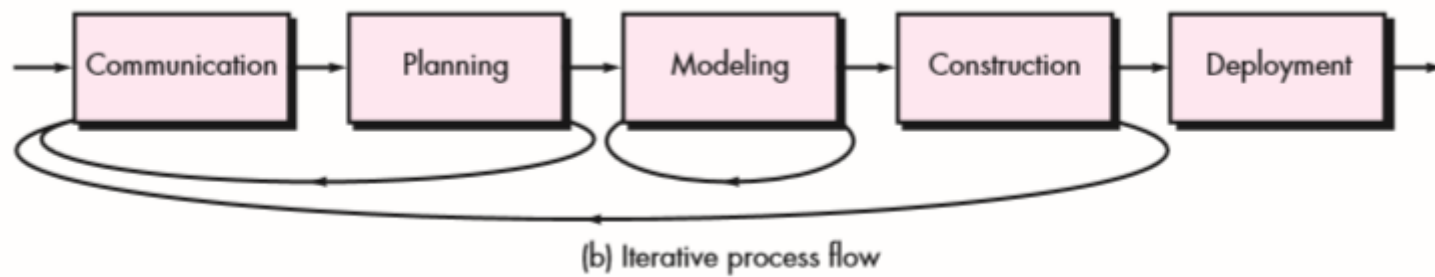 Communication
Planning
Modeling
Construction
Deployment
(b) Iterative process flow